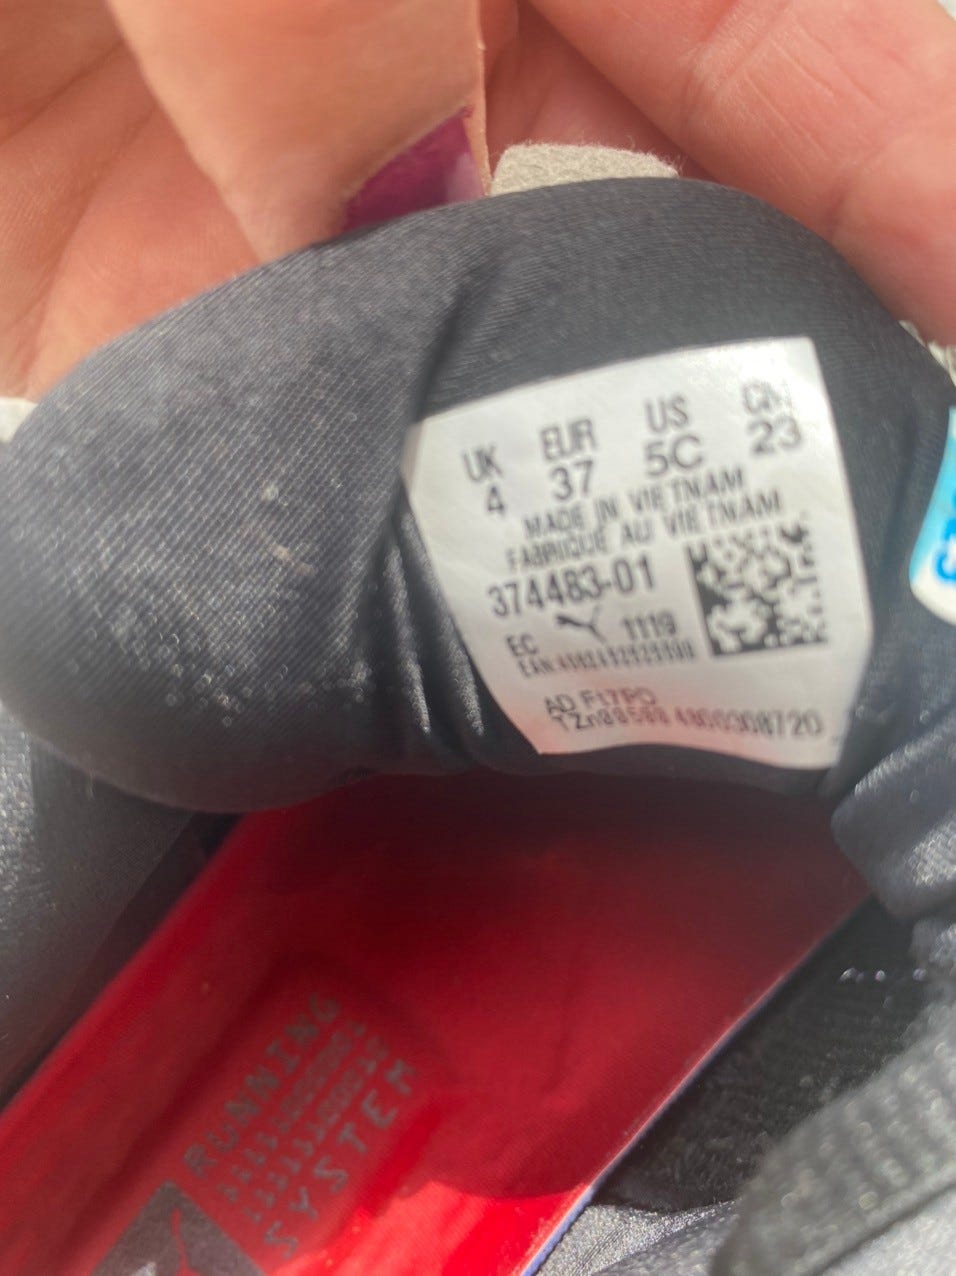 UK EUR US CM
4 37 5C 23
MADE IN VIETNAM
FABRIQUE AU VIETNAM
374483-01
EC 1119
EAN:
AD F17PO
RUNNING
SYSTEM